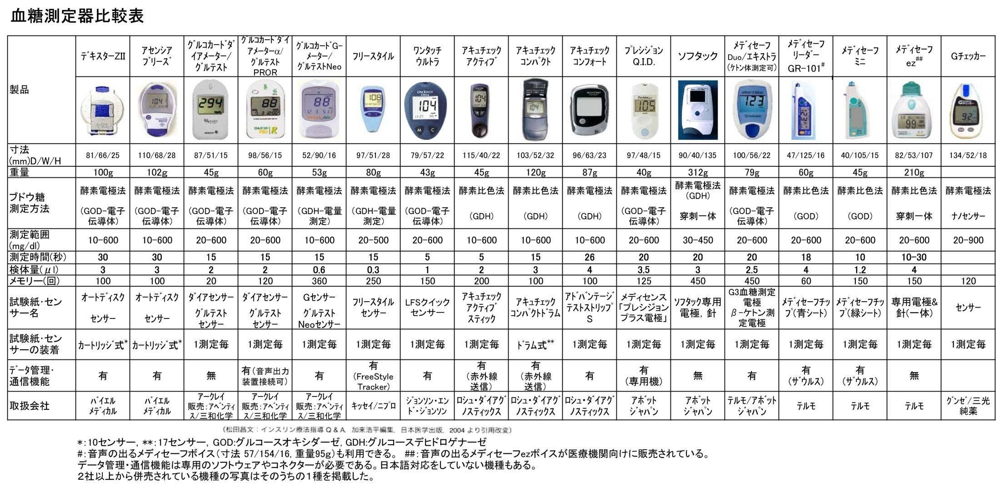 血糖測定器比較表
製品
デキスターZII
アセンシア
ブリーズ
グルコカードダ
イアメーター/
グルテスト
グルコカードダイ
アメーターα/
グルテスト
PROR
グルコカードG-
メーター/
グルテストNeo
フリースタイル
ワンタッチ
ウルトラ
アキュチェック
アクティブ
アキュチェック
コンパクト
アキュチェック
コンフォート
プレシジョン
Q.I.D.
ソフタック
メディセーフ
Duo/エキストラ
(ケトン体測定可)
メディセーフ
リーダー
GR-101#
メディセーフ
ミニ
メディセーフ
ez##
Gチェッカー
寸法
(mm)D/W/H
81/66/25 110/68/28 87/51/15 98/56/15 52/90/16 97/51/28 79/57/22 115/40/22 103/52/32 96/63/23 97/48/15 90/40/135 100/56/22 47/125/16 40/105/15 82/53/107 134/52/18
重量 100g 102g 45g 60g 53g 80g 43g 45g 120g 87g 40g 312g 79g 60g 45g 210g
ブドウ糖
測定方法
酵素電極法
(GOD-電子
伝導体)
酵素電極法
(GOD-電子
伝導体)
酵素電極法
(GOD-電子
伝導体)
酵素電極法
(GOD-電子
伝導体)
酵素電極法
(GDH-電量
測定)
酵素電極法
(GDH-電量
測定)
酵素電極法
(GOD-電子
伝導体)
酵素比色法
(GDH)
酵素比色法
(GDH)
酵素電極法
(GDH)
酵素電極法
(GOD-電子
伝導体)
酵素電極法
(GDH)
穿刺一体
酵素電極法
(GOD-電子
伝導体)
酵素比色法
(GOD)
酵素比色法
(GOD)
酵素比色法
穿刺一体
酵素電極法
ナノセンサー
測定範囲
(mg/dl)
10-600 10-600 20-600 20-600 10-600 20-500 20-600 10-600 10-600 10-600 20-600 30-450 20-600 20-600 20-600 20-600 20-900
測定時間(秒) 30 30 15 15 15 15 5 5 15 26 20 20 20 18 10 10-30
検体量(μl) 3 3 2 2 0.6 0.3 1 2 3 4 3.5 3 2.5 4 1.2 4
メモリー(回) 100 100 20 120 360 250 150 200 100 100 125 450 450 60 150 150 120
試験紙・セン
サー名
オートディスク
センサー
オートディスク
センサー
ダイアセンサー
グルテスト
センサー
ダイアセンサー
グルテスト
センサー
Gセンサー
グルテスト
Neoセンサー
フリースタイル
センサー
LFSクイック
センサー
アキュチェック
アクティブ
スティック
アキュチェック
コンパクトドラム
アドバンテージ
テストストリップ
S
メディセンス
「プレシジョン
プラス電極」
ソフタック専用
電極, 針
G3血糖測定
電極
β-ケトン測
定電極
メディセーフチッ
プ(青シート)
メディセーフチッ
プ(緑シート)
専用電極&
針(一体)
センサー
試験紙・セン
サーの装着
カートリッジ式* カートリッジ式* 1測定毎 1測定毎 1測定毎 1測定毎 1測定毎 1測定毎 ドラム式** 1測定毎 1測定毎 1測定毎 1測定毎 1測定毎 1測定毎 1測定毎 1測定毎
データ管理・
通信機能
有
有
無
有(音声出力
装置接続可)
有
有
(FreeStyle
Tracker)
有
有
(赤外線
送信)
有
(赤外線
送信)
有
有
(専用機)
無
有
有
(ザウルス)
有
(ザウルス)
無
取扱会社
バイエル
メディカル
バイエル
メディカル
アークレイ
販売:アベンティ
ス/三和化学
アークレイ
販売:アベンティ
ス/三和化学
アークレイ
販売:アベンティ
ス/三和化学
キッセイ/ニプロ
ジョンソン・エン
ド・ジョンソン
ロシュ・ダイアグ
ノスティックス
ロシュ・ダイアグ
ノスティックス
ロシュ・ダイアグ
ノスティックス
アボット
ジャパン
アボット
ジャパン
テルモ/アボット
ジャパン
テルモ
テルモ
テルモ
グンゼ/三光
純薬
(松田昌文:インスリン療法指導Q&A, 加来浩平編集, 日本医学出版, 2004より引用改変)
*:10センサー, **:17センサー, GOD:グルコースオキシダーゼ, GDH:グルコースデヒドロゲナーゼ
#:音声の出るメディセーフボイス(寸法 57/154/16, 重量95g)も利用できる。 ##:音声の出るメディセーフezボイスが医療機関向けに販売されている。
データ管理・通信機能は専用のソフトウェアやコネクターが必要である。日本語対応をしていない機種もある。
2社以上から併売されている機種の写真はそのうちの1種を掲載した。